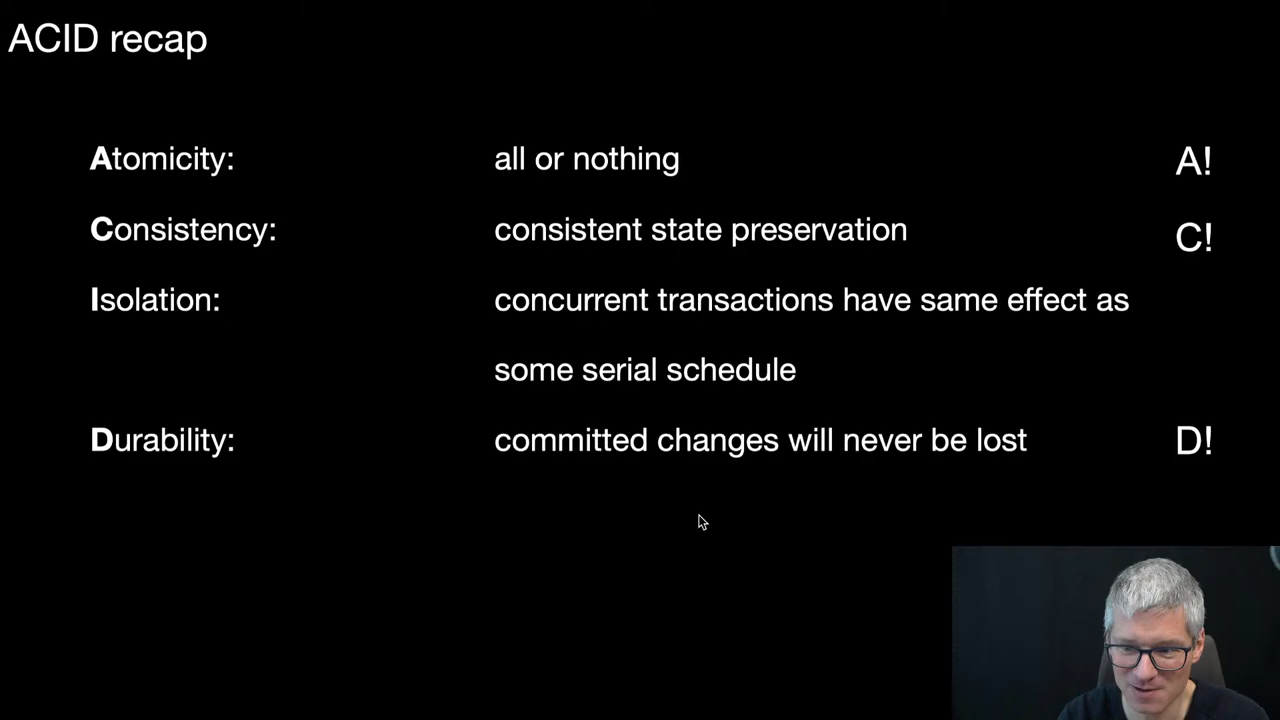 ACID recap
Atomicity: all or nothing A!
Consistency: consistent state preservation C!
Isolation: concurrent transactions have same effect as
some serial schedule
Durability: committed changes will never be lost D!